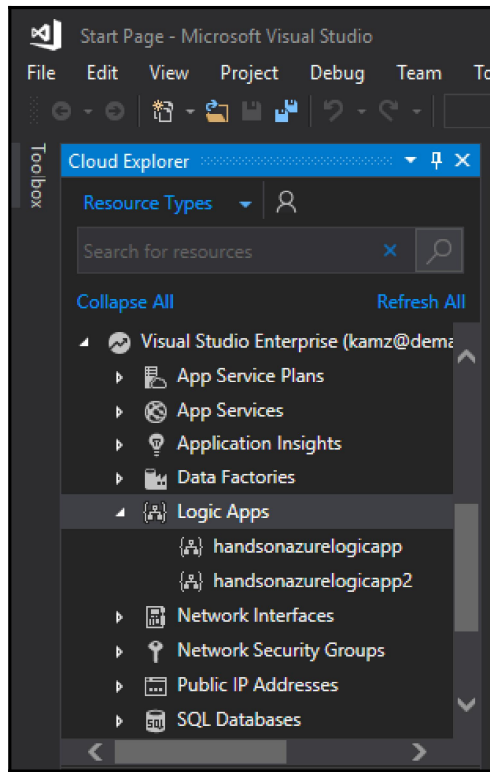 Start Page - Microsoft Visual Studio
File Edit View Project Debug Team To
Toolbox
Cloud Explorer
Resource Types
Search for resources
Collapse All Refresh All
Visual Studio Enterprise (kamz@dema
App Service Plans
App Services
Application Insights
Data Factories
Logic Apps
handsonazurelogicapp
handsonazurelogicapp2
Network Interfaces
Network Security Groups
Public IP Addresses
SQL Databases